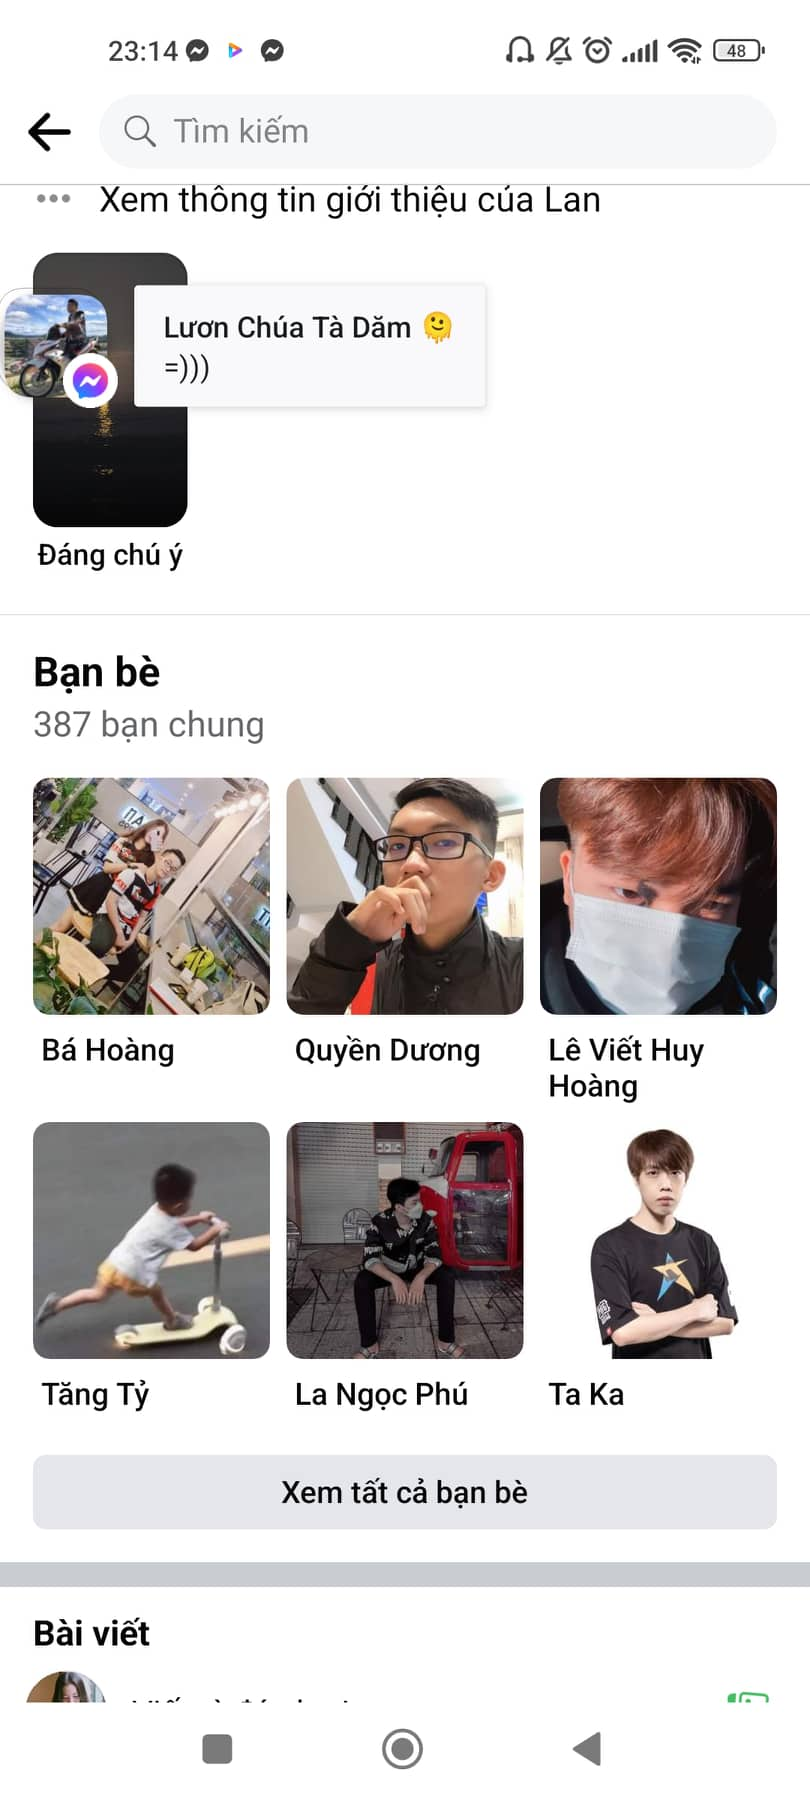 23:14
48
Tìm kiếm
Xem thông tin giới thiệu của Lan
Lươn Chúa Tà Dăm 🫠
=)))
Đáng chú ý
Bạn bè
387 bạn chung
Bá Hoàng
Quyền Dương
Lê Viết Huy
Hoàng
Tăng Tỷ
La Ngọc Phú
Ta Ka
Xem tất cả bạn bè
Bài viết